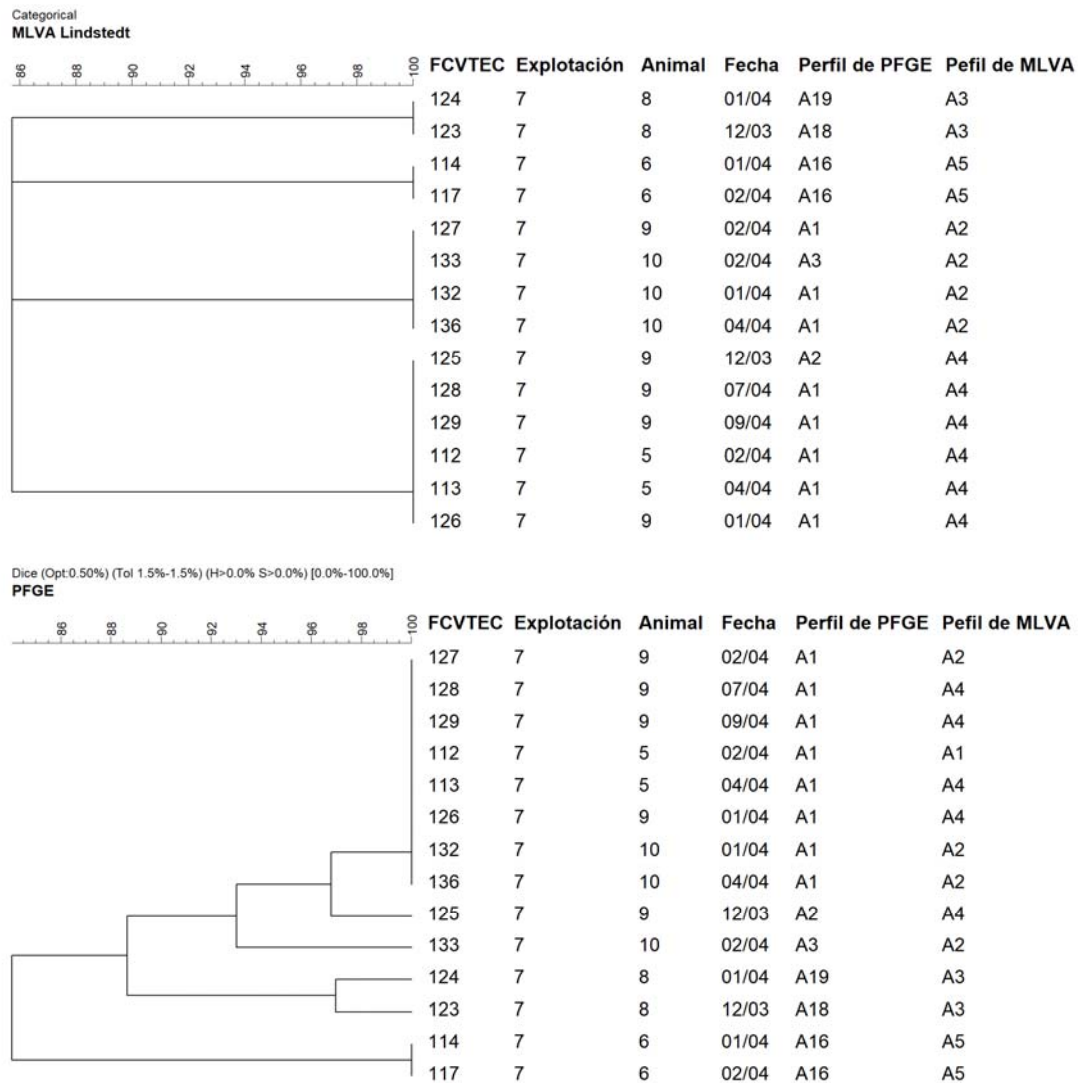 Categorical
MLVA Lindstedt
86 88 90 92 94 96 98 100
FCVTEC Explotación Animal Fecha Perfil de PFGE Pefil de MLVA
124 7 8 01/04 A19 A3
123 7 8 12/03 A18 A3
114 7 6 01/04 A16 A5
117 7 6 02/04 A16 A5
127 7 9 02/04 A1 A2
133 7 10 02/04 A3 A2
132 7 10 01/04 A1 A2
136 7 10 04/04 A1 A2
125 7 9 12/03 A2 A4
128 7 9 07/04 A1 A4
129 7 9 09/04 A1 A4
112 7 5 02/04 A1 A4
113 7 5 04/04 A1 A4
126 7 9 01/04 A1 A4
Dice (Opt:0.50%) (Tol 1.5%-1.5%) (H>0.0% S>0.0%) [0.0%-100.0%]
PFGE
86 88 90 92 94 96 98 100
FCVTEC Explotación Animal Fecha Perfil de PFGE Pefil de MLVA
127 7 9 02/04 A1 A2
128 7 9 07/04 A1 A4
129 7 9 09/04 A1 A4
112 7 5 02/04 A1 A1
113 7 5 04/04 A1 A4
126 7 9 01/04 A1 A4
132 7 10 01/04 A1 A2
136 7 10 04/04 A1 A2
125 7 9 12/03 A2 A4
133 7 10 02/04 A3 A2
124 7 8 01/04 A19 A3
123 7 8 12/03 A18 A3
114 7 6 01/04 A16 A5
117 7 6 02/04 A16 A5